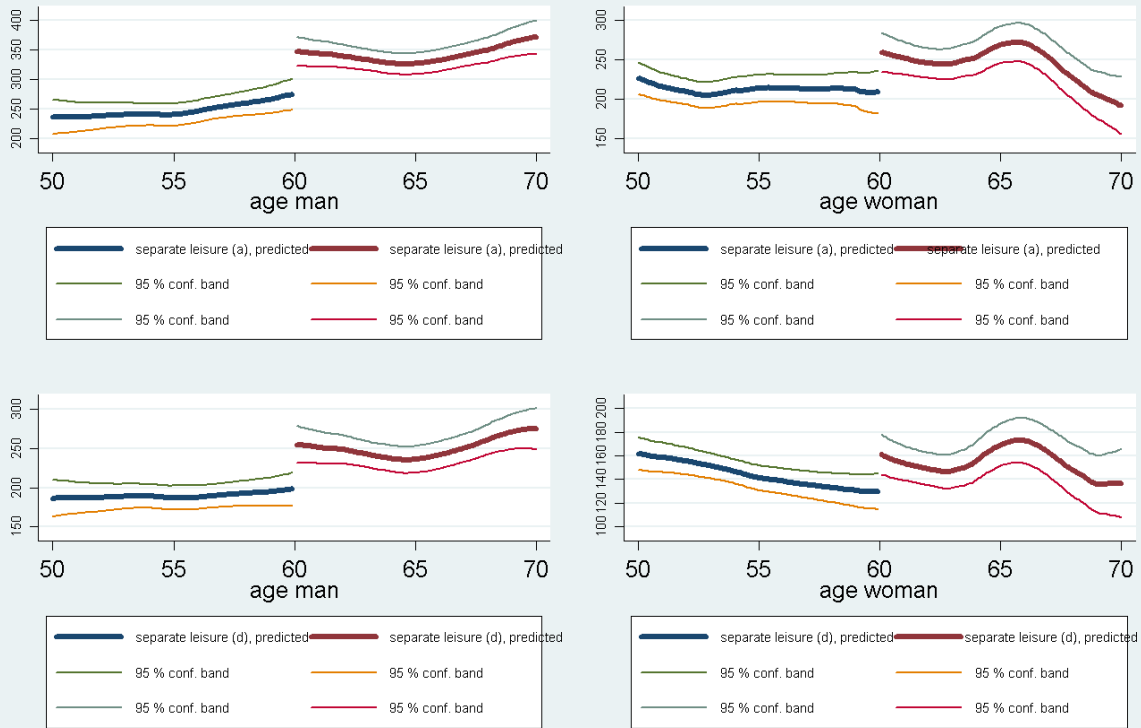 400
350
300
250
200
50 55 60 65 70
age man
separate leisure (a), predicted separate leisure (a), predicted
95 % conf. band 95 % conf. band
95 % conf. band 95 % conf. band
300
250
200
150
50 55 60 65 70
age woman
separate leisure (a), predicted separate leisure (a), predicted
95 % conf. band 95 % conf. band
95 % conf. band 95 % conf. band
300
250
200
150
50 55 60 65 70
age man
separate leisure (d), predicted separate leisure (d), predicted
95 % conf. band 95 % conf. band
95 % conf. band 95 % conf. band
200
180
160
140
120
100
50 55 60 65 70
age woman
separate leisure (d), predicted separate leisure (d), predicted
95 % conf. band 95 % conf. band
95 % conf. band 95 % conf. band